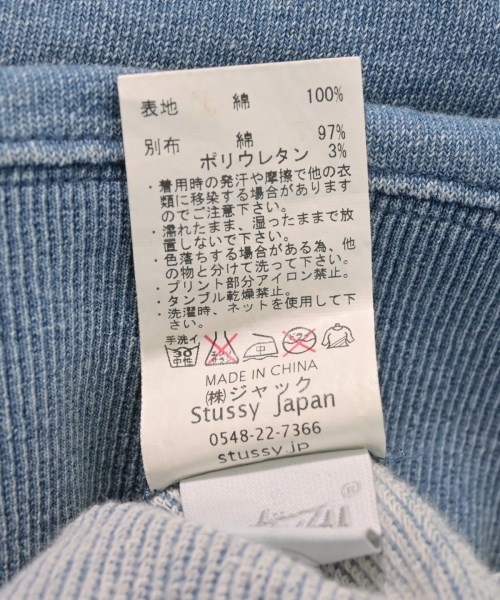 表地 綿 100%
別布 綿 97%
ポリウレタン 3%
・着用時の発汗や摩擦で他の衣
類に移染する場合があります
のでご注意下さい。
・濡れたまま、湿ったままで放
置しないで下さい。
・色落ちする場合がある為、他
の物と分けて洗って下さい。
・プリント部分アイロン禁止。
・タンブル乾燥禁止。
・洗濯時、ネットを使用して下
さい。
手洗イ
30
中性
MADE IN CHINA
㈱ジャック
Stussy Japan
0548-22-7366
stussy.jp
®